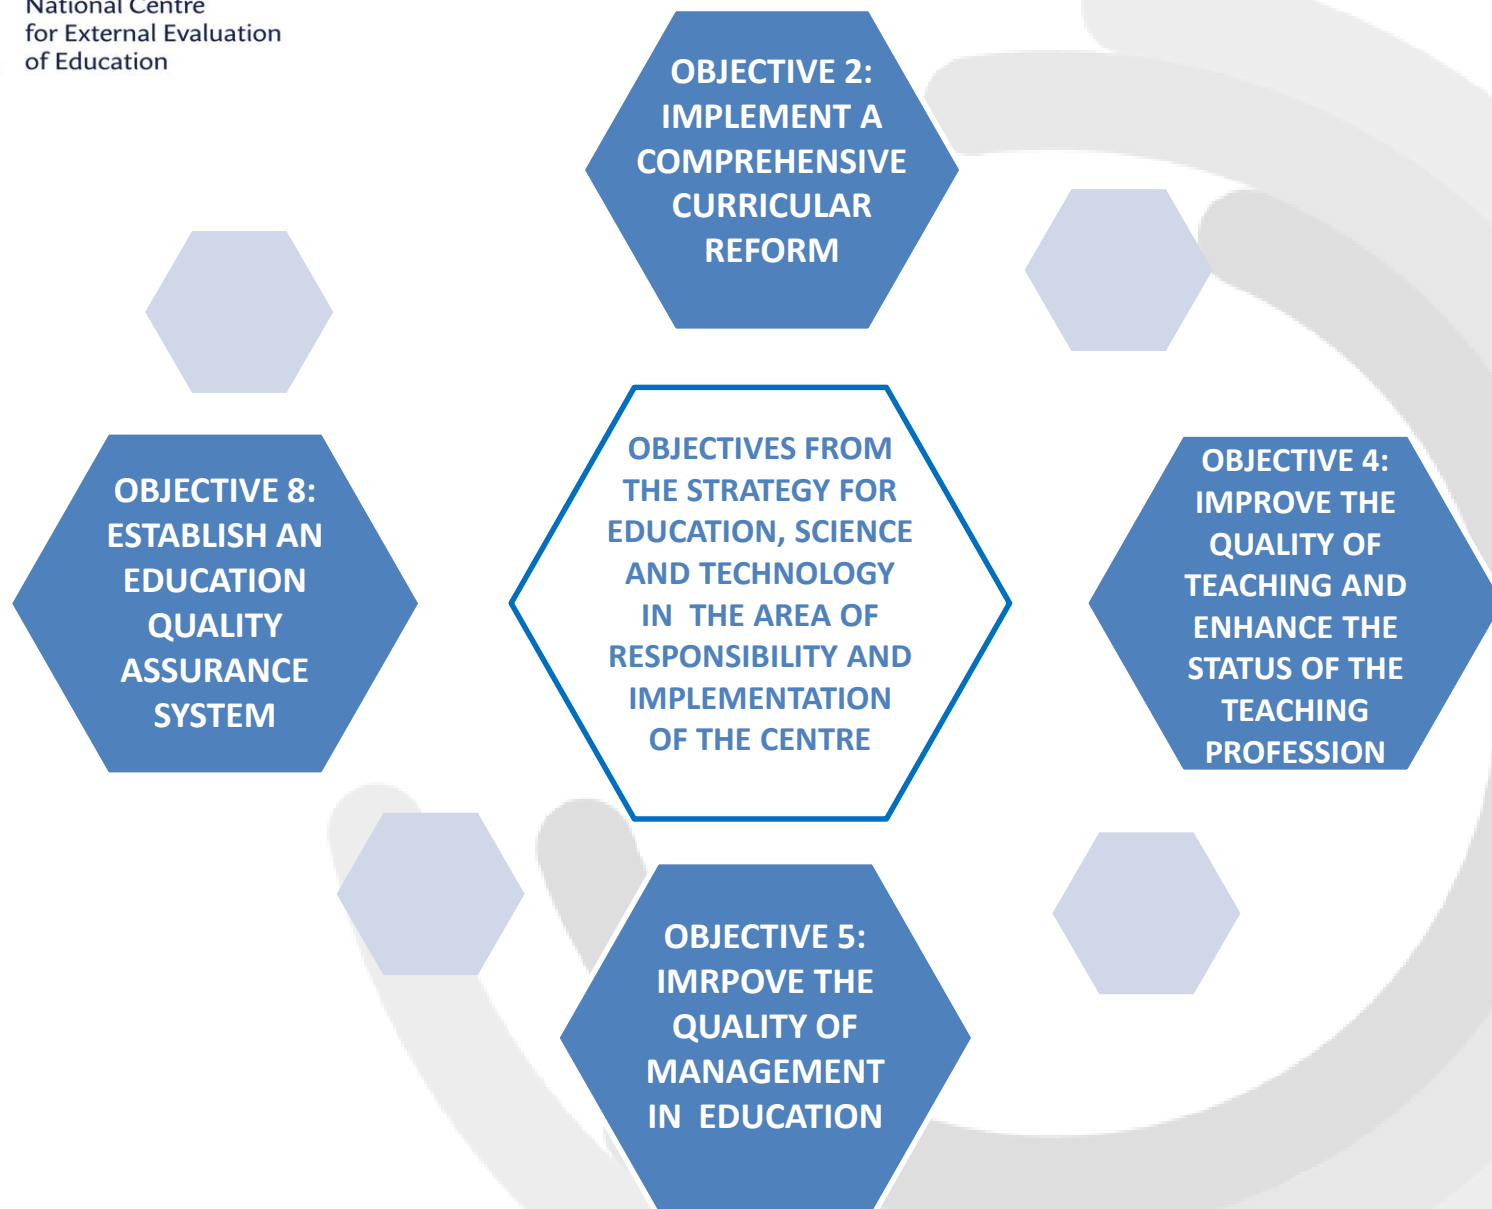 National Centre
for External Evaluation
of Education
OBJECTIVE 2:
IMPLEMENT A
COMPREHENSIVE
CURRICULAR
REFORM
OBJECTIVE 8:
ESTABLISH AN
EDUCATION
QUALITY
ASSURANCE
SYSTEM
OBJECTIVES FROM
THE STRATEGY FOR
EDUCATION, SCIENCE
AND TECHNOLOGY
IN THE AREA OF
RESPONSIBILITY AND
IMPLEMENTATION
OF THE CENTRE
OBJECTIVE 4:
IMPROVE THE
QUALITY OF
TEACHING AND
ENHANCE THE
STATUS OF THE
TEACHING
PROFESSION
OBJECTIVE 5:
IMRPOVE THE
QUALITY OF
MANAGEMENT
IN EDUCATION